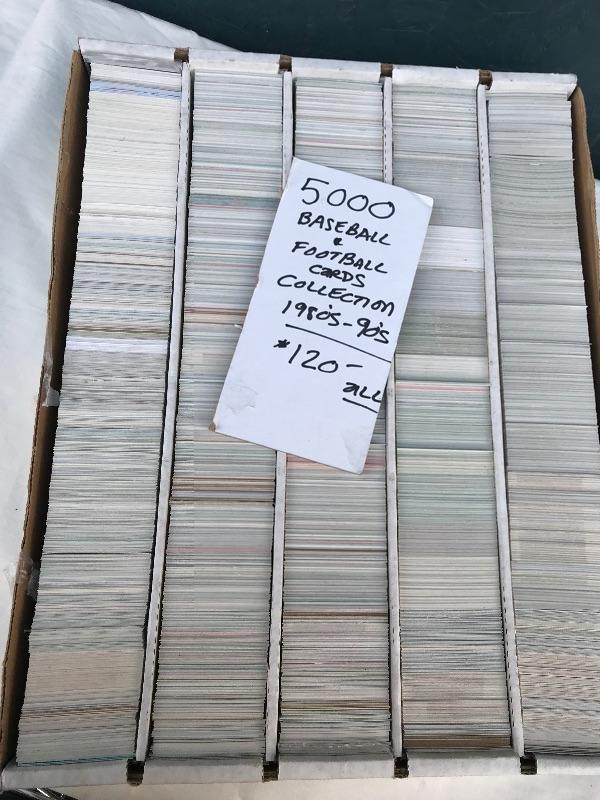 5000
BASEBALL
&
FOOTBALL
CARDS
COLLECTION
1980's-90's
$120-
ALL